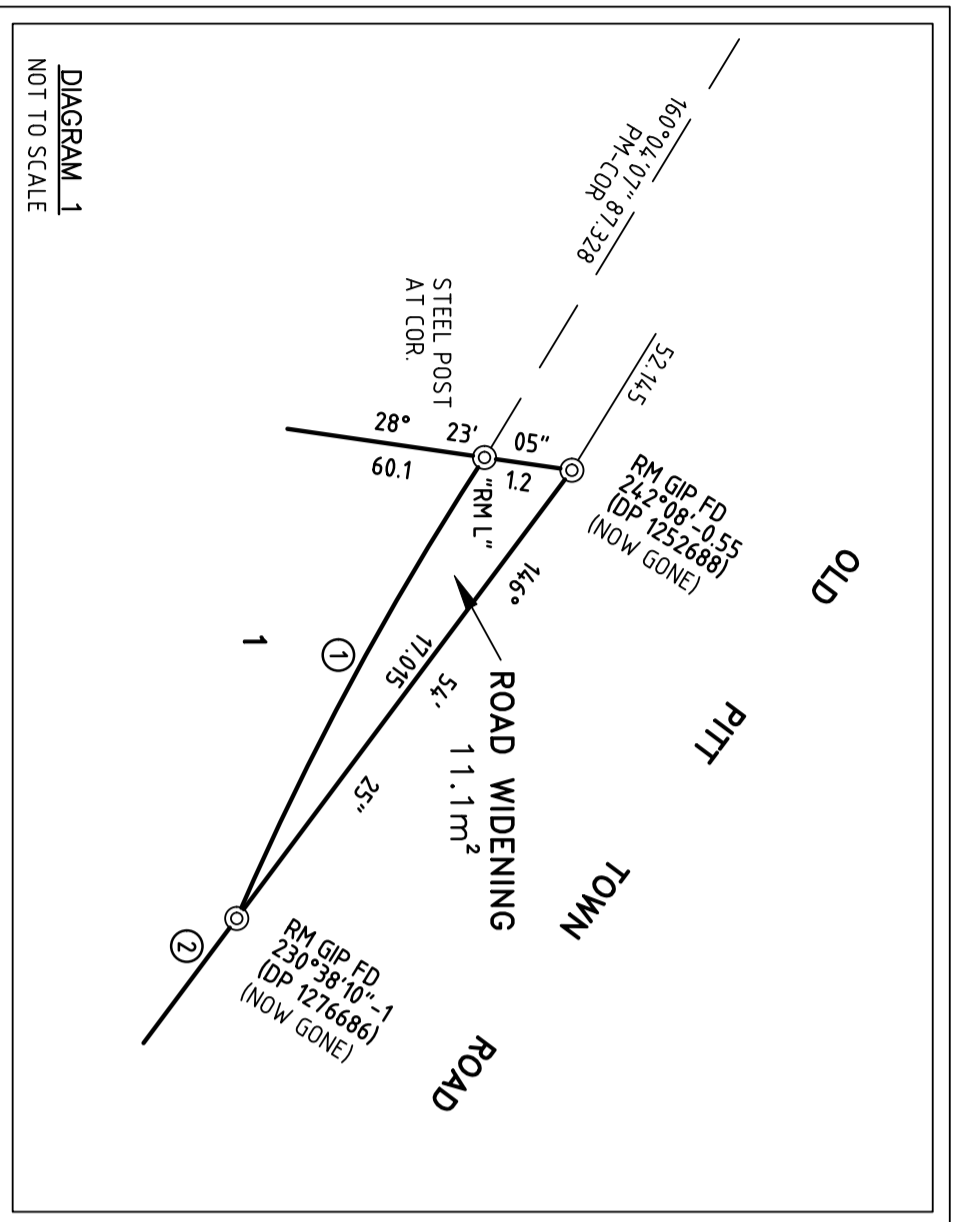 160°04'07" 87.328
PM-COR
52.145
STEEL POST
AT COR.
28° 23' 05"
60.1
1.2
"RM L"
RM GIP FD
242°08'-0.55
(DP 1252688)
(NOW GONE)
146° 54' 25"
17.015
ROAD WIDENING
11.1m²
1
1
2
RM GIP FD
230°38'10"-1
(DP 1276686)
(NOW GONE)
OLD PITT TOWN ROAD
DIAGRAM 1
NOT TO SCALE